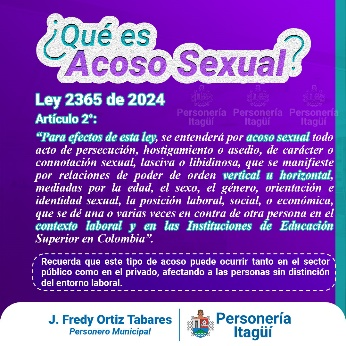 ¿Qué es
Acoso Sexual?
Ley 2365 de 2024
Artículo 2°:
“Para efectos de esta ley, se entenderá por acoso sexual todo
acto de persecución, hostigamiento o asedio, de carácter o
connotación sexual, lasciva o libidinosa, que se manifieste
por relaciones de poder de orden vertical u horizontal,
mediadas por la edad, el sexo, el género, orientación e
identidad sexual, la posición laboral, social, o económica,
que se dé una o varias veces en contra de otra persona en el
contexto laboral y en las Instituciones de Educación
Superior en Colombia”.
Recuerda que este tipo de acoso puede ocurrir tanto en el sector
público como en el privado, afectando a las personas sin distinción
del entorno laboral.
J. Fredy Ortiz Tabares
Personero Municipal
Personería
Itagüí